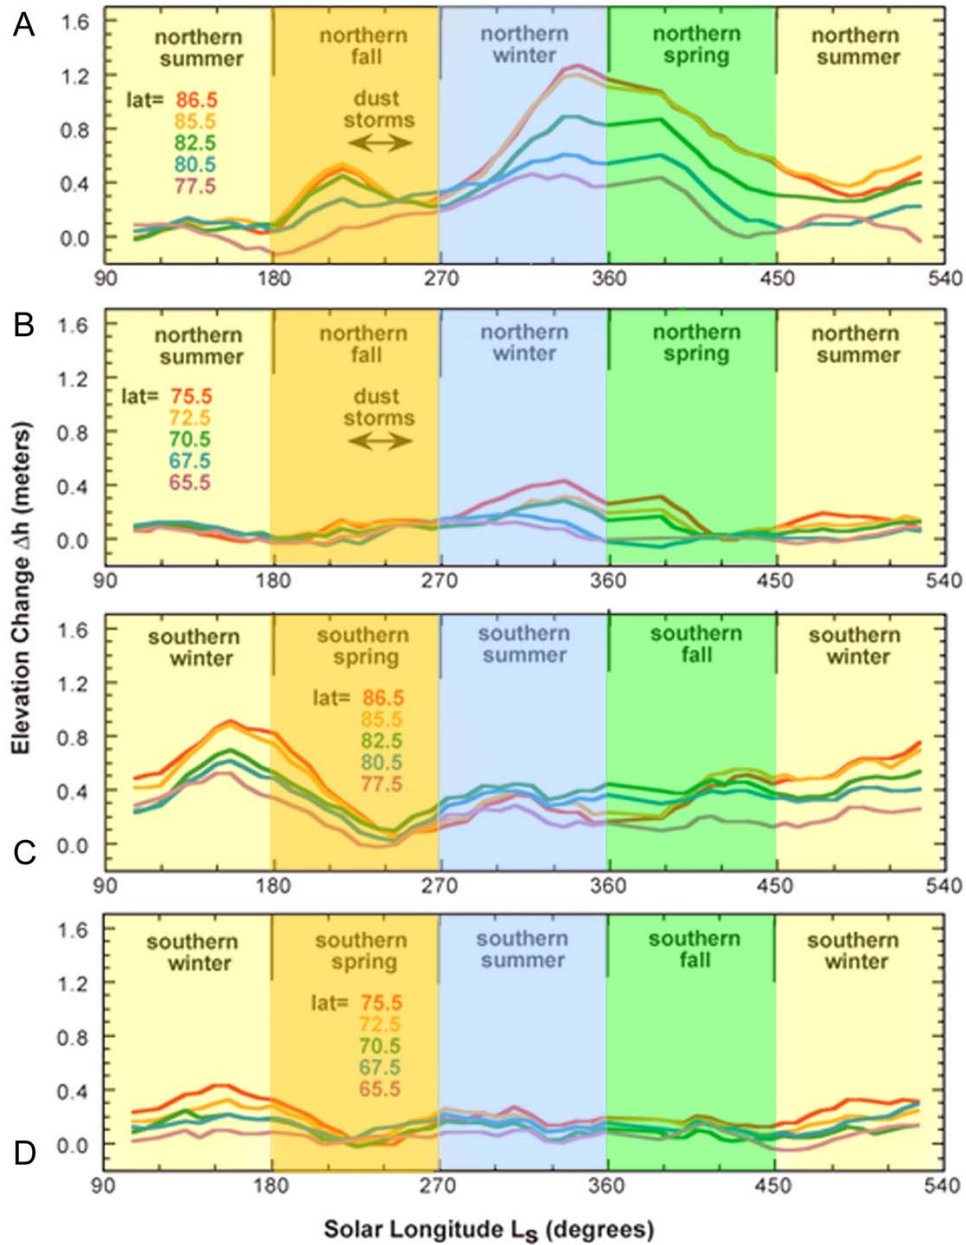 A
1.6
1.2
0.8
0.4
0.0
northern
summer
northern
fall
northern
winter
northern
spring
northern
summer
lat= 86.5
85.5
82.5
80.5
77.5
dust
storms
90 180 270 360 450 540
B
1.6
1.2
0.8
0.4
0.0
northern
summer
northern
fall
northern
winter
northern
spring
northern
summer
lat= 75.5
72.5
70.5
67.5
65.5
dust
storms
90 180 270 360 450 540
Elevation Change Δh (meters)
C
1.6
1.2
0.8
0.4
0.0
southern
winter
southern
spring
southern
summer
southern
fall
southern
winter
lat= 86.5
85.5
82.5
80.5
77.5
90 180 270 360 450 540
D
1.6
1.2
0.8
0.4
0.0
southern
winter
southern
spring
southern
summer
southern
fall
southern
winter
lat= 75.5
72.5
70.5
67.5
65.5
90 180 270 360 450 540
Solar Longitude Ls (degrees)